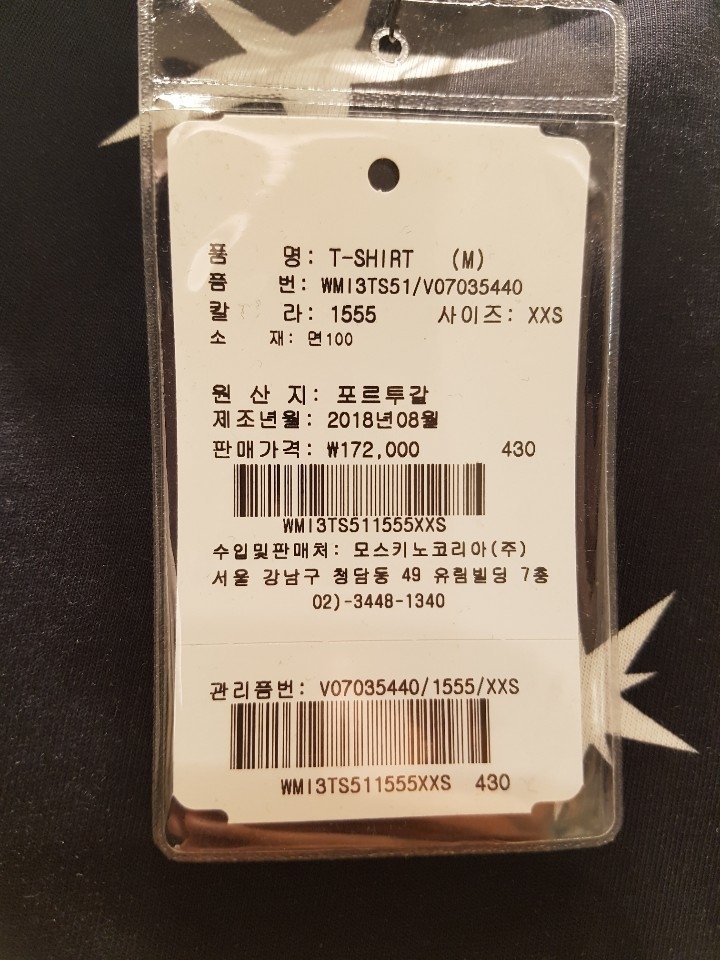 품 명: T-SHIRT (M)
품 번: WMI3TS51/V07035440
칼 라: 1555 사이즈: XXS
소 재: 면100
원 산 지: 포르투갈
제조년월: 2018년08월
판매가격: ₩172,000 430
WMI3TS511555XXS
수입및판매처: 모스키노코리아(주)
서울 강남구 청담동 49 유림빌딩 7층
02)-3448-1340
관리품번: V07035440/1555/XXS
WMI3TS511555XXS 430